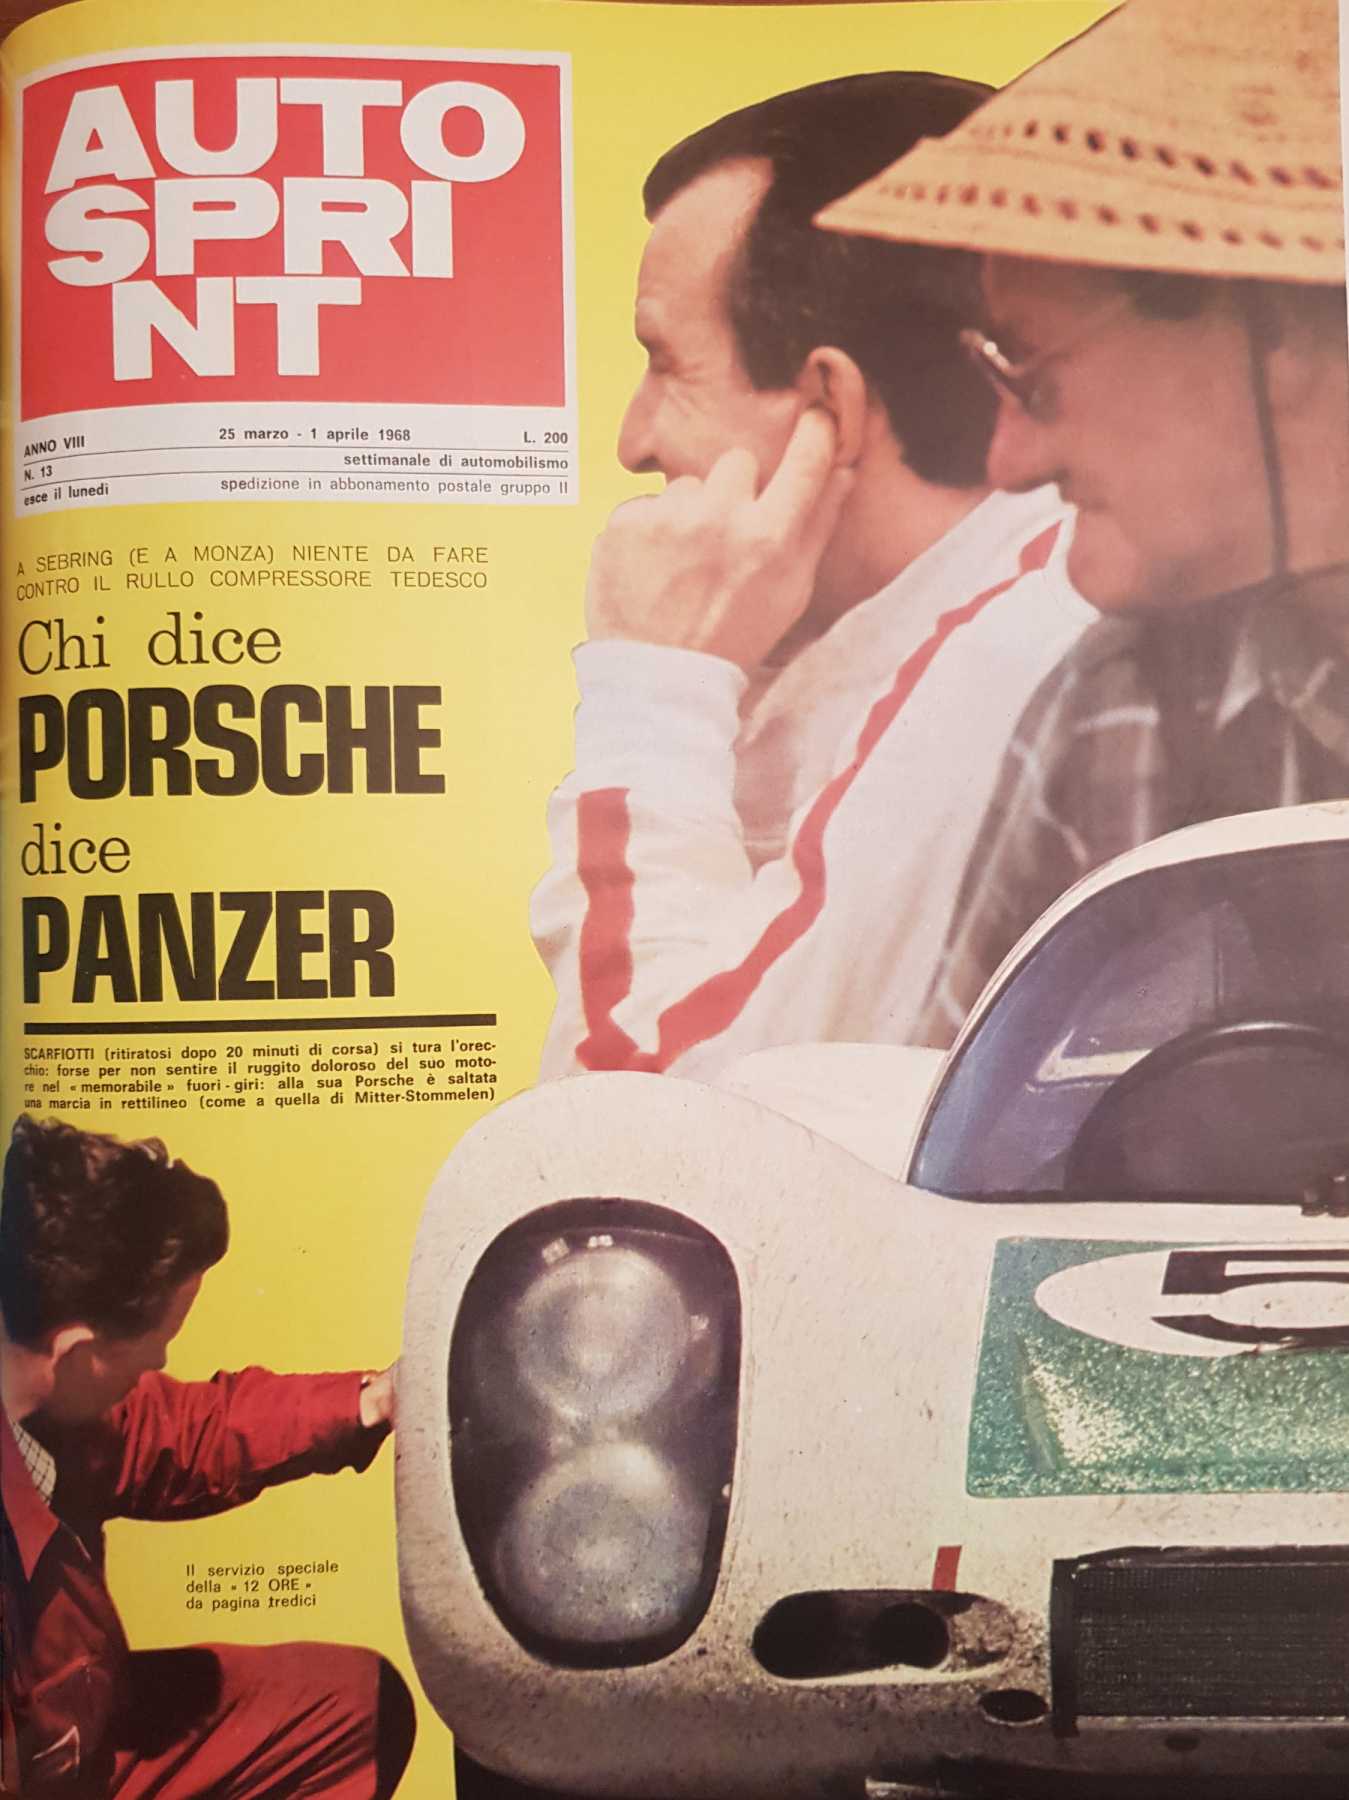 AUTO
SPRI
NT
ANNO VIII 25 marzo - 1 aprile 1968 L. 200
N. 13 settimanale di automobilismo
esce il lunedì spedizione in abbonamento postale gruppo II
A SEBRING (E A MONZA) NIENTE DA FARE
CONTRO IL RULLO COMPRESSORE TEDESCO
Chi dice
PORSCHE
dice
PANZER
SCARFIOTTI (ritiratosi dopo 20 minuti di corsa) si tura l'orec-
chio: forse per non sentire il ruggito doloroso del suo moto-
re nel « memorabile » fuori - giri: alla sua Porsche è saltata
una marcia in rettilineo (come a quella di Mitter-Stommelen)
5
Il servizio speciale
della « 12 ORE »
da pagina tredici